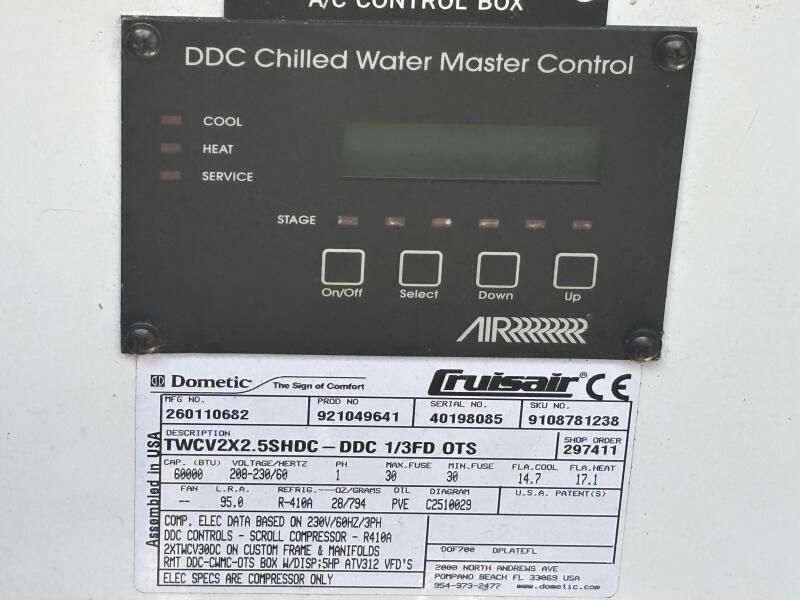 A/C CONTROL BOX
DDC Chilled Water Master Control
COOL
HEAT
SERVICE
STAGE
On/Off Select Down Up
AIR
Dometic The Sign of Comfort Cruisair® CE
MFG NO. PROD NO SERIAL NO. SKU NO.
260110682 921049641 40198085 9108781238
DESCRIPTION SHOP ORDER
TWCV2X2.5SHDC-DDC 1/3FD OTS 297411
CAP. (BTU) VOLTAGE/HERTZ PH MAX.FUSE MIN.FUSE FLA.COOL FLA.HEAT
60000 208-230/60 1 30 30 14.7 17.1
FAN L.R.A. REFRIG.--OZ/GRAMS OIL DIAGRAM U.S.A. PATENT(S)
-- 95.0 R-410A 28/794 PVE C2510029
Assembled in USA
COMP. ELEC DATA BASED ON 230V/60HZ/3PH
DDC CONTROLS - SCROLL COMPRESSOR - R410A
2XTWCV30DC ON CUSTOM FRAME & MANIFOLDS
RMT DDC-CWMC-OTS BOX W/DISP;5HP ATV312 VFD'S
ELEC SPECS ARE COMPRESSOR ONLY
DOF700 DPLATEFL
2000 NORTH ANDREWS AVE
POMPANO BEACH FL 33069 USA
954-973-2477 www.dometic.com